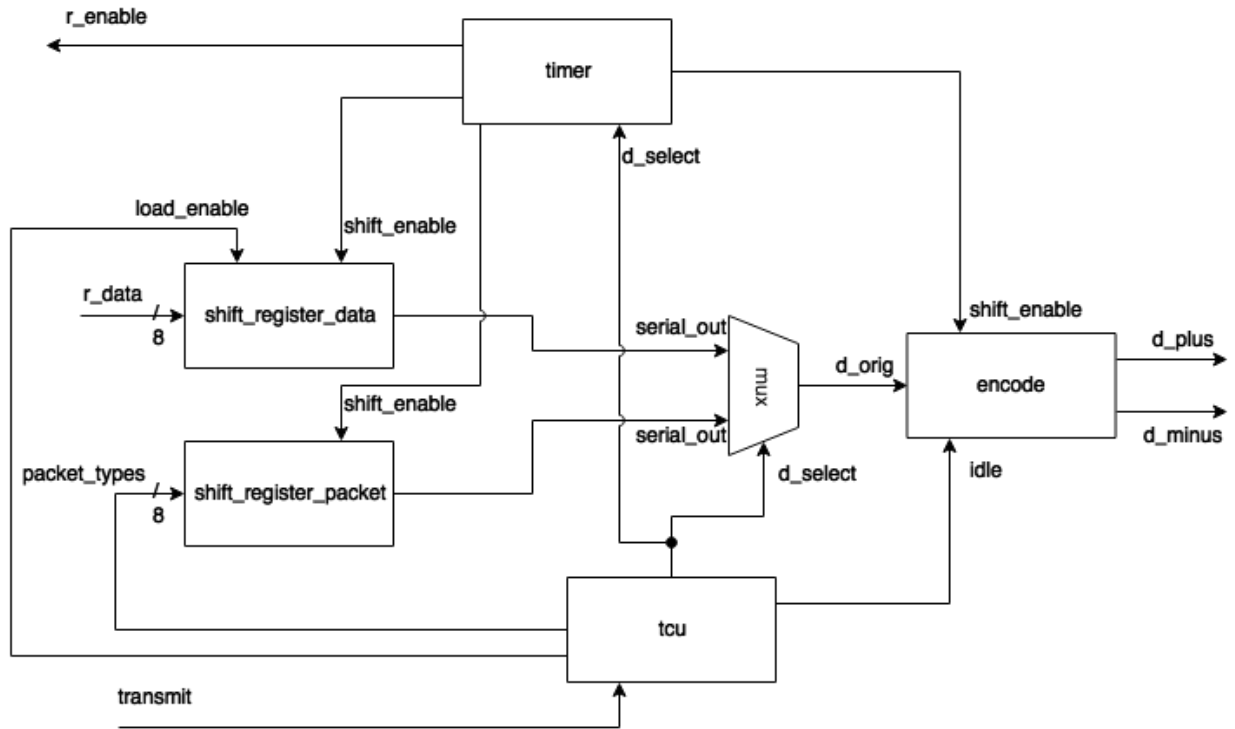 r_enable
timer
d_select
load_enable
shift_enable
r_data
/
8
shift_register_data
shift_enable
serial_out
mux
d_orig
encode
d_plus
d_minus
shift_enable
packet_types
/
8
shift_register_packet
serial_out
d_select
idle
tcu
transmit